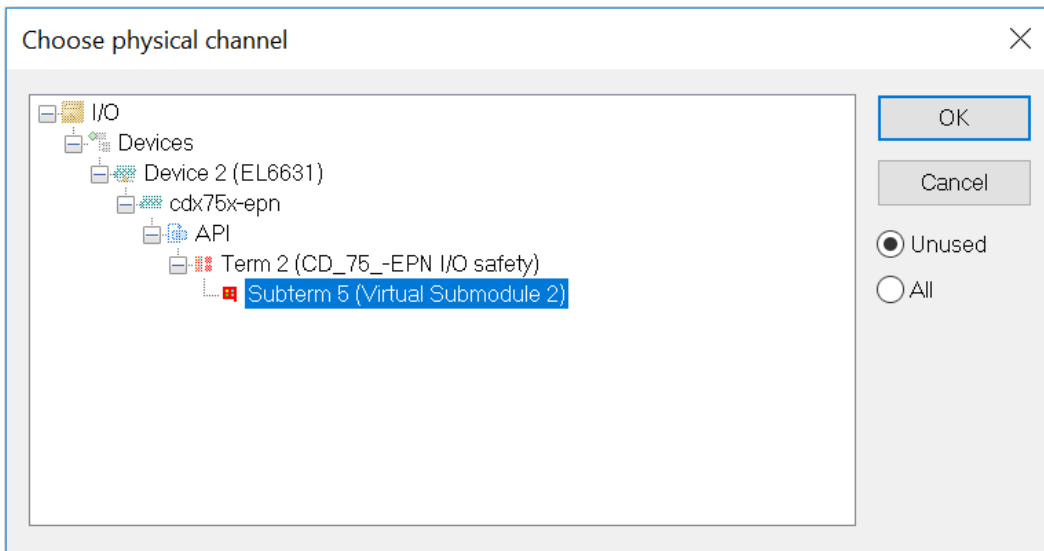 Choose physical channel
I/O
Devices
Device 2 (EL6631)
cdx75x-epn
API
Term 2 (CD_75_-EPN I/O safety)
Subterm 5 (Virtual Submodule 2)
OK
Cancel
Unused
All